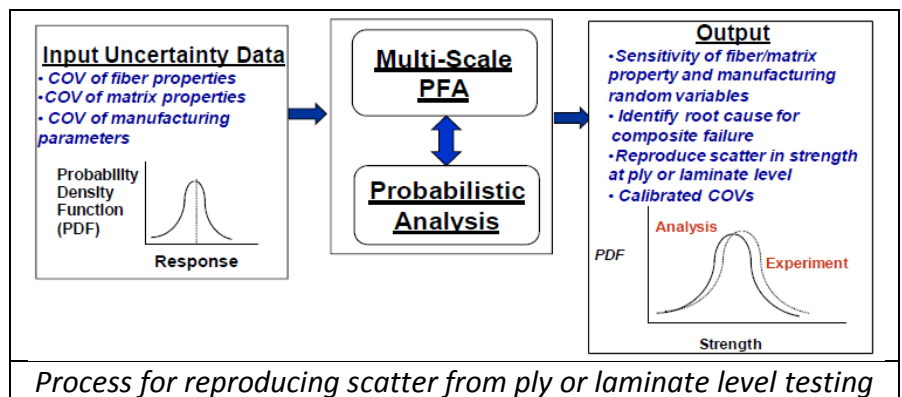 Input Uncertainty Data
• COV of fiber properties
•COV of matrix properties
• COV of manufacturing
parameters
Probability
Density
Function
(PDF)
Response
Multi-Scale
PFA
Probabilistic
Analysis
Output
•Sensitivity of fiber/matrix
property and manufacturing
random variables
• Identify root cause for
composite failure
•Reproduce scatter in strength
at ply or laminate level
• Calibrated COVs
Analysis
PDF
Experiment
Strength
Process for reproducing scatter from ply or laminate level testing